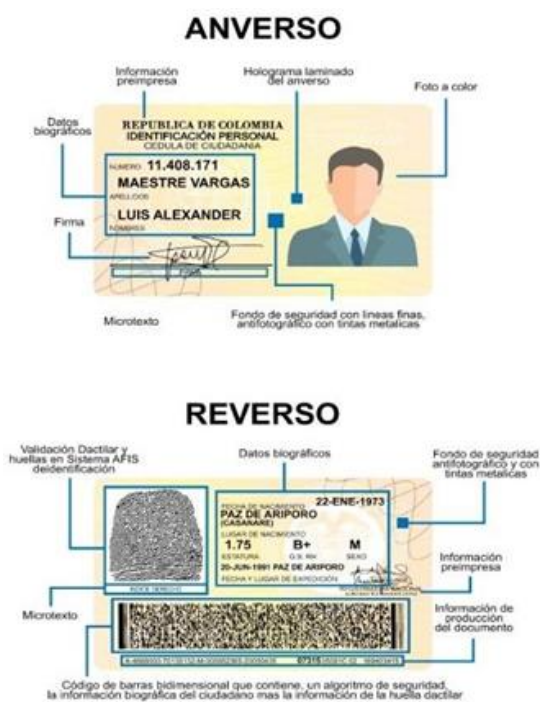 ANVERSO
Información
preimpresa
Holograma laminado
del anverso
Foto a color
Datos
biográficos
REPUBLICA DE COLOMBIA
IDENTIFICACIÓN PERSONAL
CEDULA DE CIUDADANIA
NUMERO 11.408.171
MAESTRE VARGAS
APELLIDOS
LUIS ALEXANDER
NOMBRES
Firma
Microtexto
Fondo de seguridad con lineas finas,
antifotográfico con tintas metalicas
REVERSO
Validación Dactilar y
huellas en Sistema AFIS
deidentificación
Datos biográficos
Fondo de seguridad
antifotográfico y con
tintas metalicas
FECHA DE NACIMIENTO 22-ENE-1973
PAZ DE ARIPORO
(CASANARE)
LUGAR DE NACIMIENTO
1.75 B+ M
ESTATURA G.S. RH SEXO
20-JUN-1991 PAZ DE ARIPORO
FECHA Y LUGAR DE EXPEDICIÓN
INDICE DERECHO
Información
preimpresa
Microtexto
Información de
producción
del documento
Código de barras bidimensional que contiene, un algoritmo de seguridad,
la información biográfica del ciudadano mas la información de la huella dactilar